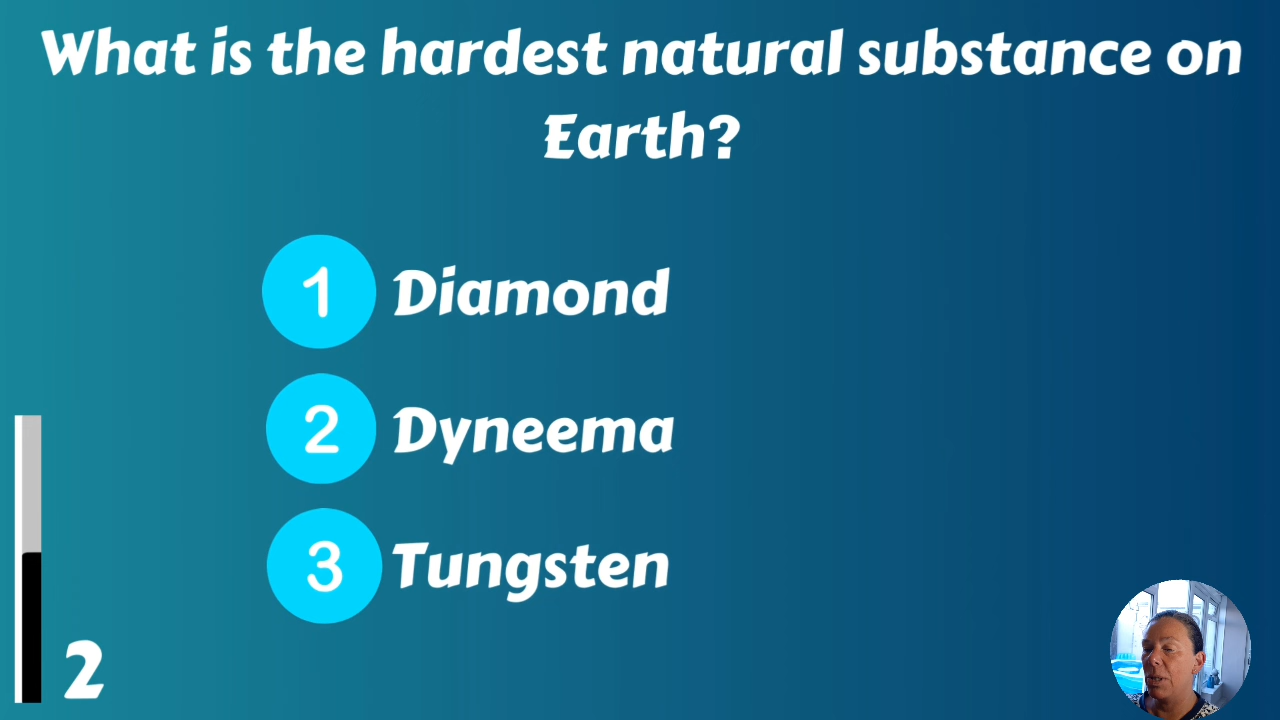 What is the hardest natural substance on
Earth?
1 Diamond
2 Dyneema
3 Tungsten
2